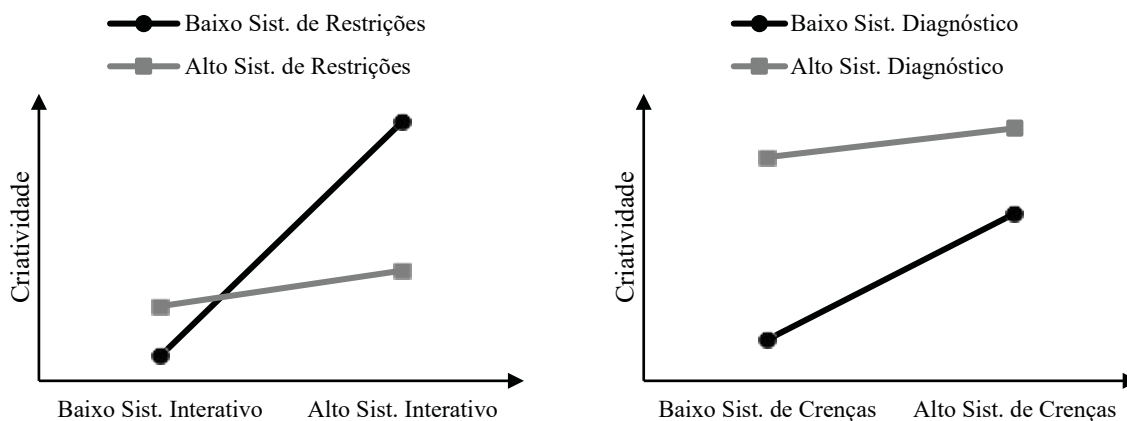 Baixo Sist. de Restrições
Alto Sist. de Restrições
Criatividade
Baixo Sist. Interativo
Alto Sist. Interativo
Baixo Sist. Diagnóstico
Alto Sist. Diagnóstico
Criatividade
Baixo Sist. de Crenças
Alto Sist. de Crenças